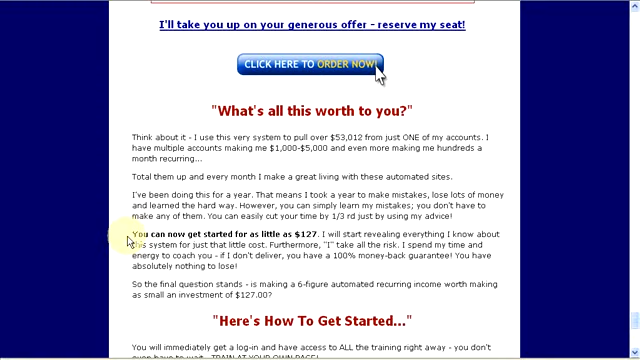 I'll take you up on your generous offer - reserve my seat!
CLICK HERE TO ORDER NOW!
"What's all this worth to you?"
Think about it - I use this very system to pull over $53,012 from just ONE of my accounts. I
have multiple accounts making me $1,000-$5,000 and even more making me hundreds a
month recurring...
Total them up and every month I make a great living with these automated sites.
I've been doing this for a year. That means I took a year to make mistakes, lose lots of money
and learned the hard way. However, you can simply learn my mistakes; you don't have to
make any of them. You can easily cut your time by 1/3 rd just by using my advice!
You can now get started for as little as $127. I will start revealing everything I know about
this system for just that little cost. Furthermore, "I" take all the risk. I spend my time and
energy to coach you - if I don't deliver, you have a 100% money-back guarantee! You have
absolutely nothing to lose!
So the final question stands - is making a 6-figure automated recurring income worth making
as small an investment of $127.00?
"Here's How To Get Started..."
You will immediately get a log-in and have access to ALL the training right away - you don't
even have to wait - TRAIN AT YOUR OWN PACE!